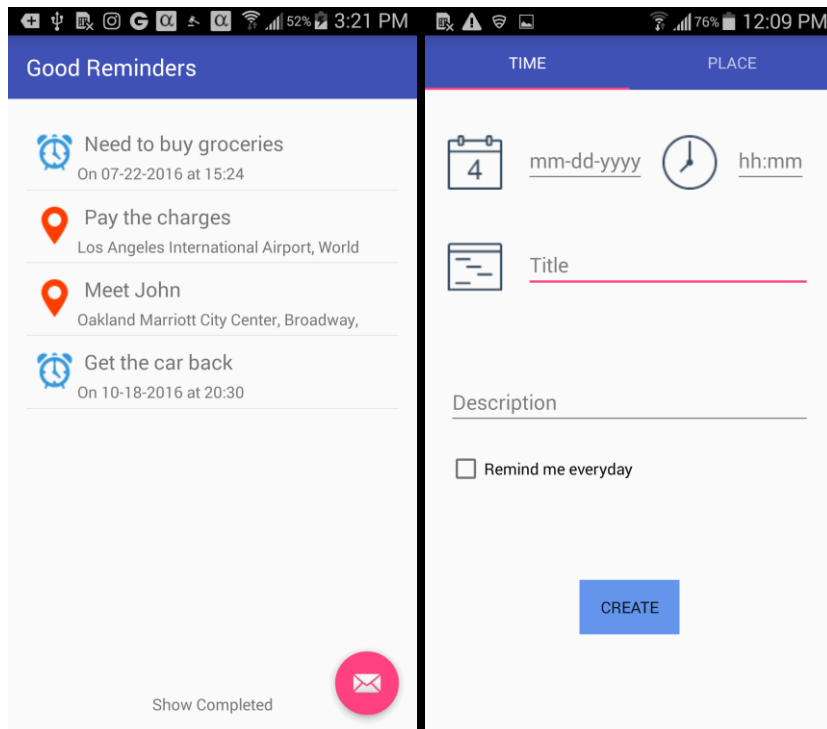 52% 3:21 PM
Good Reminders
Need to buy groceries
On 07-22-2016 at 15:24
Pay the charges
Los Angeles International Airport, World
Meet John
Oakland Marriott City Center, Broadway,
Get the car back
On 10-18-2016 at 20:30
Show Completed
76% 12:09 PM
TIME PLACE
4 mm-dd-yyyy hh:mm
Title
Description
Remind me everyday
CREATE